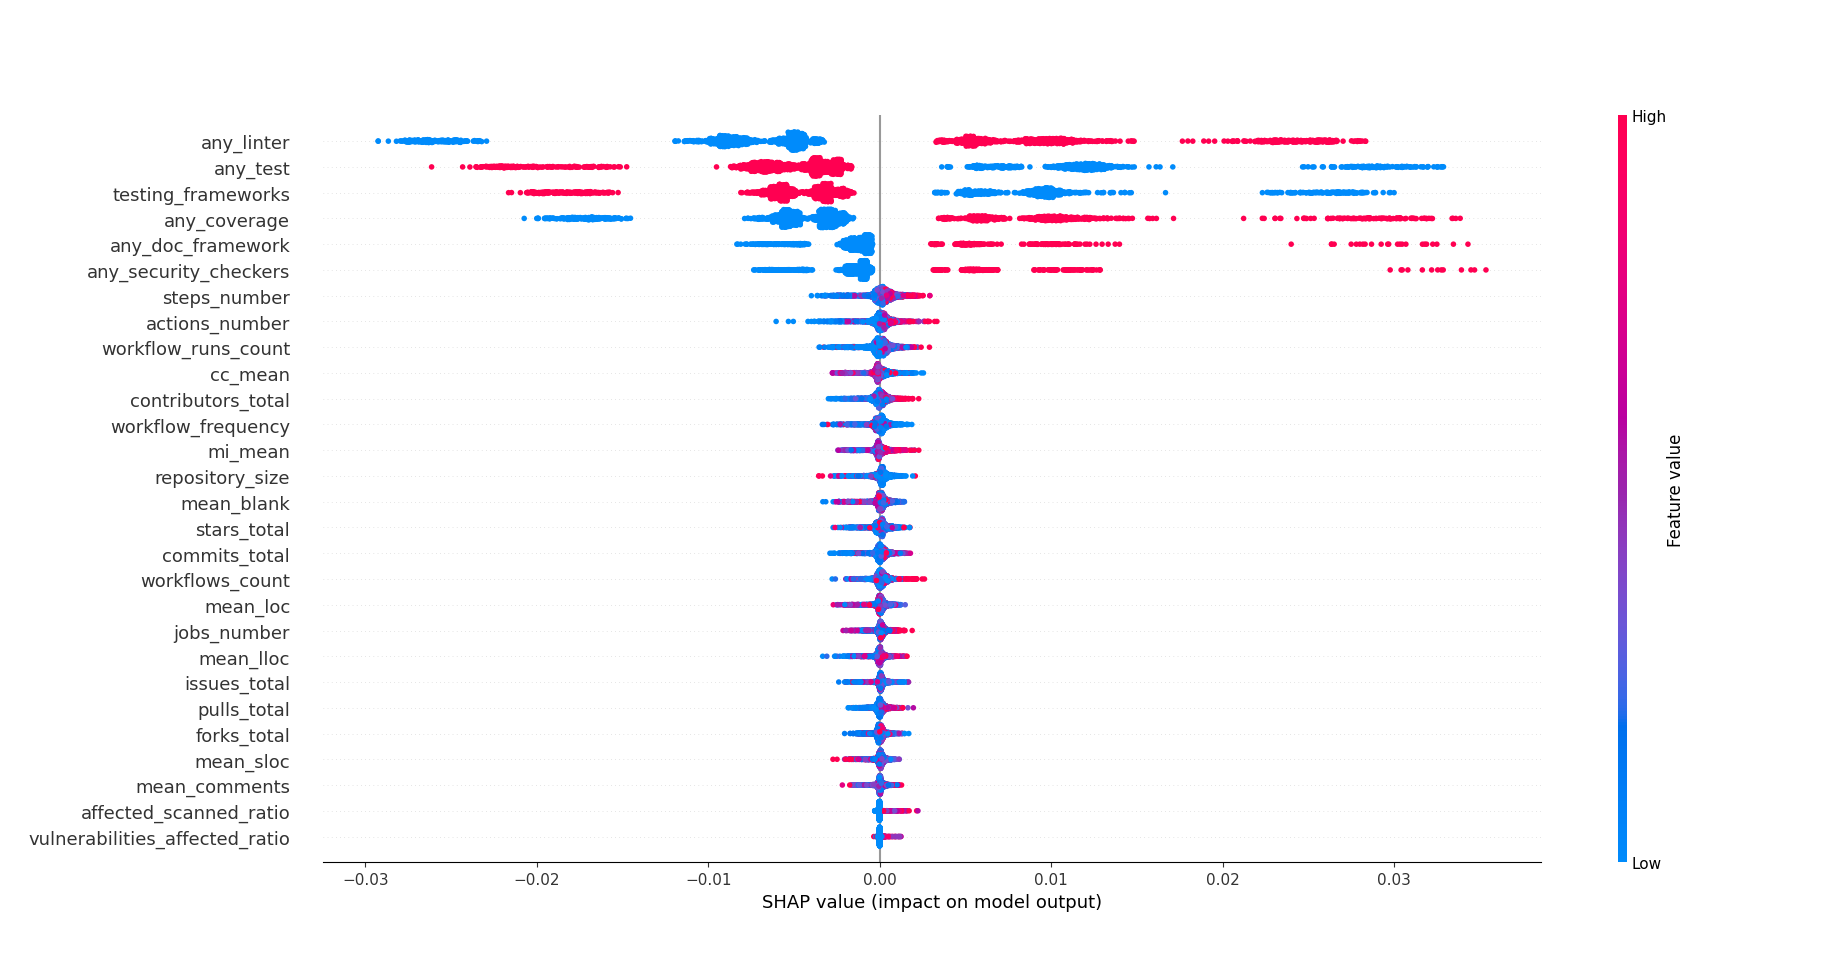 High
any_linter
any_test
testing_frameworks
any_coverage
any_doc_framework
any_security_checkers
steps_number
actions_number
workflow_runs_count
cc_mean
contributors_total
workflow_frequency
mi_mean
repository_size
mean_blank
stars_total
commits_total
workflows_count
mean_loc
jobs_number
mean_lloc
issues_total
pulls_total
forks_total
mean_sloc
mean_comments
affected_scanned_ratio
vulnerabilities_affected_ratio
Feature value
Low
−0.03 −0.02 −0.01 0.00 0.01 0.02 0.03
SHAP value (impact on model output)